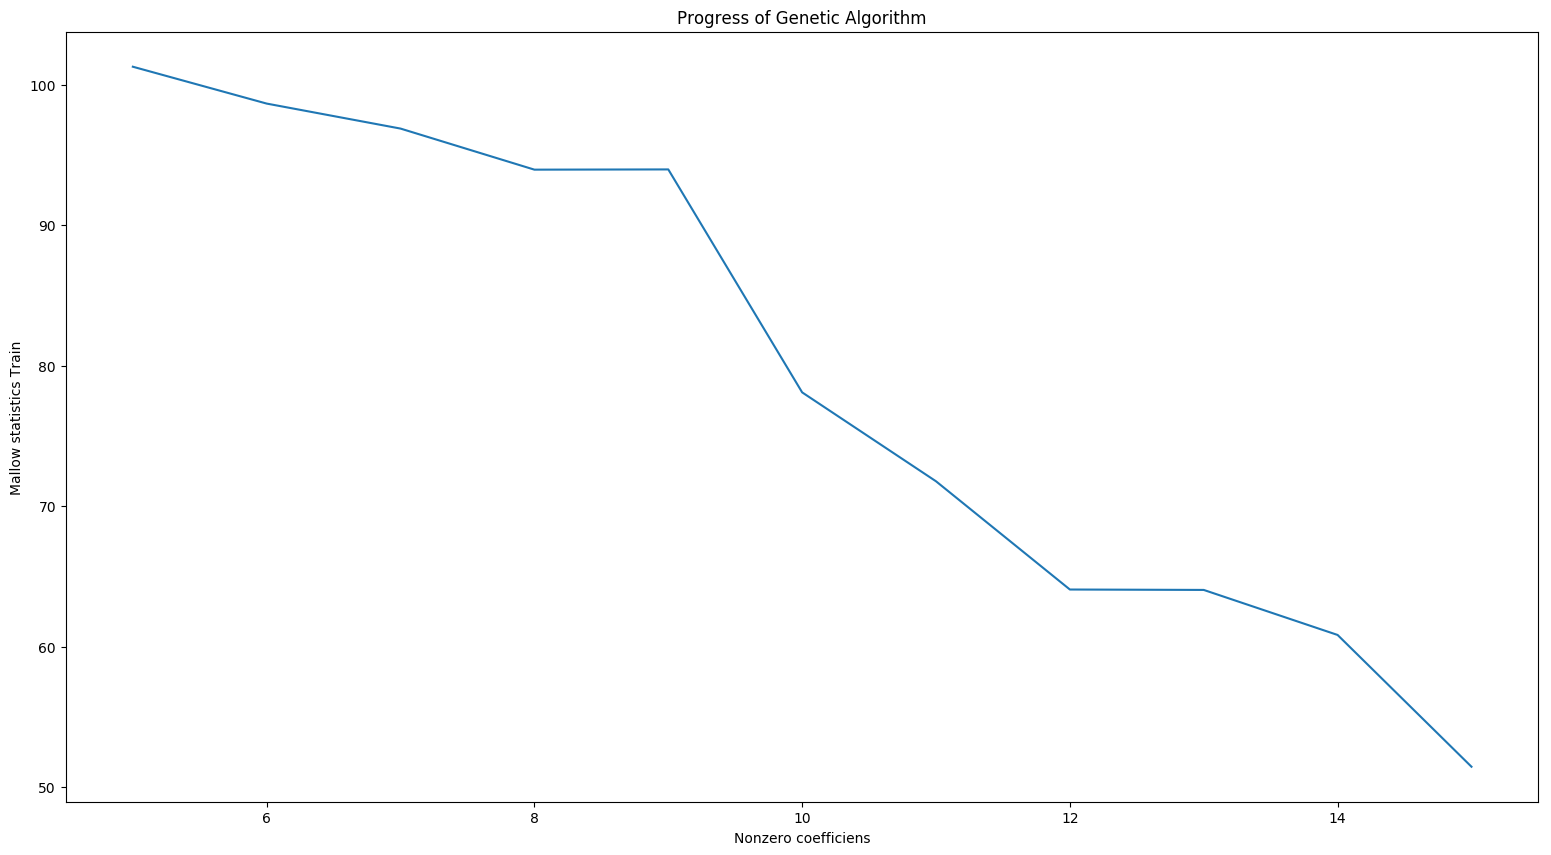 Progress of Genetic Algorithm
Mallow statistics Train
100
90
80
70
60
50
6 8 10 12 14
Nonzero coefficiens